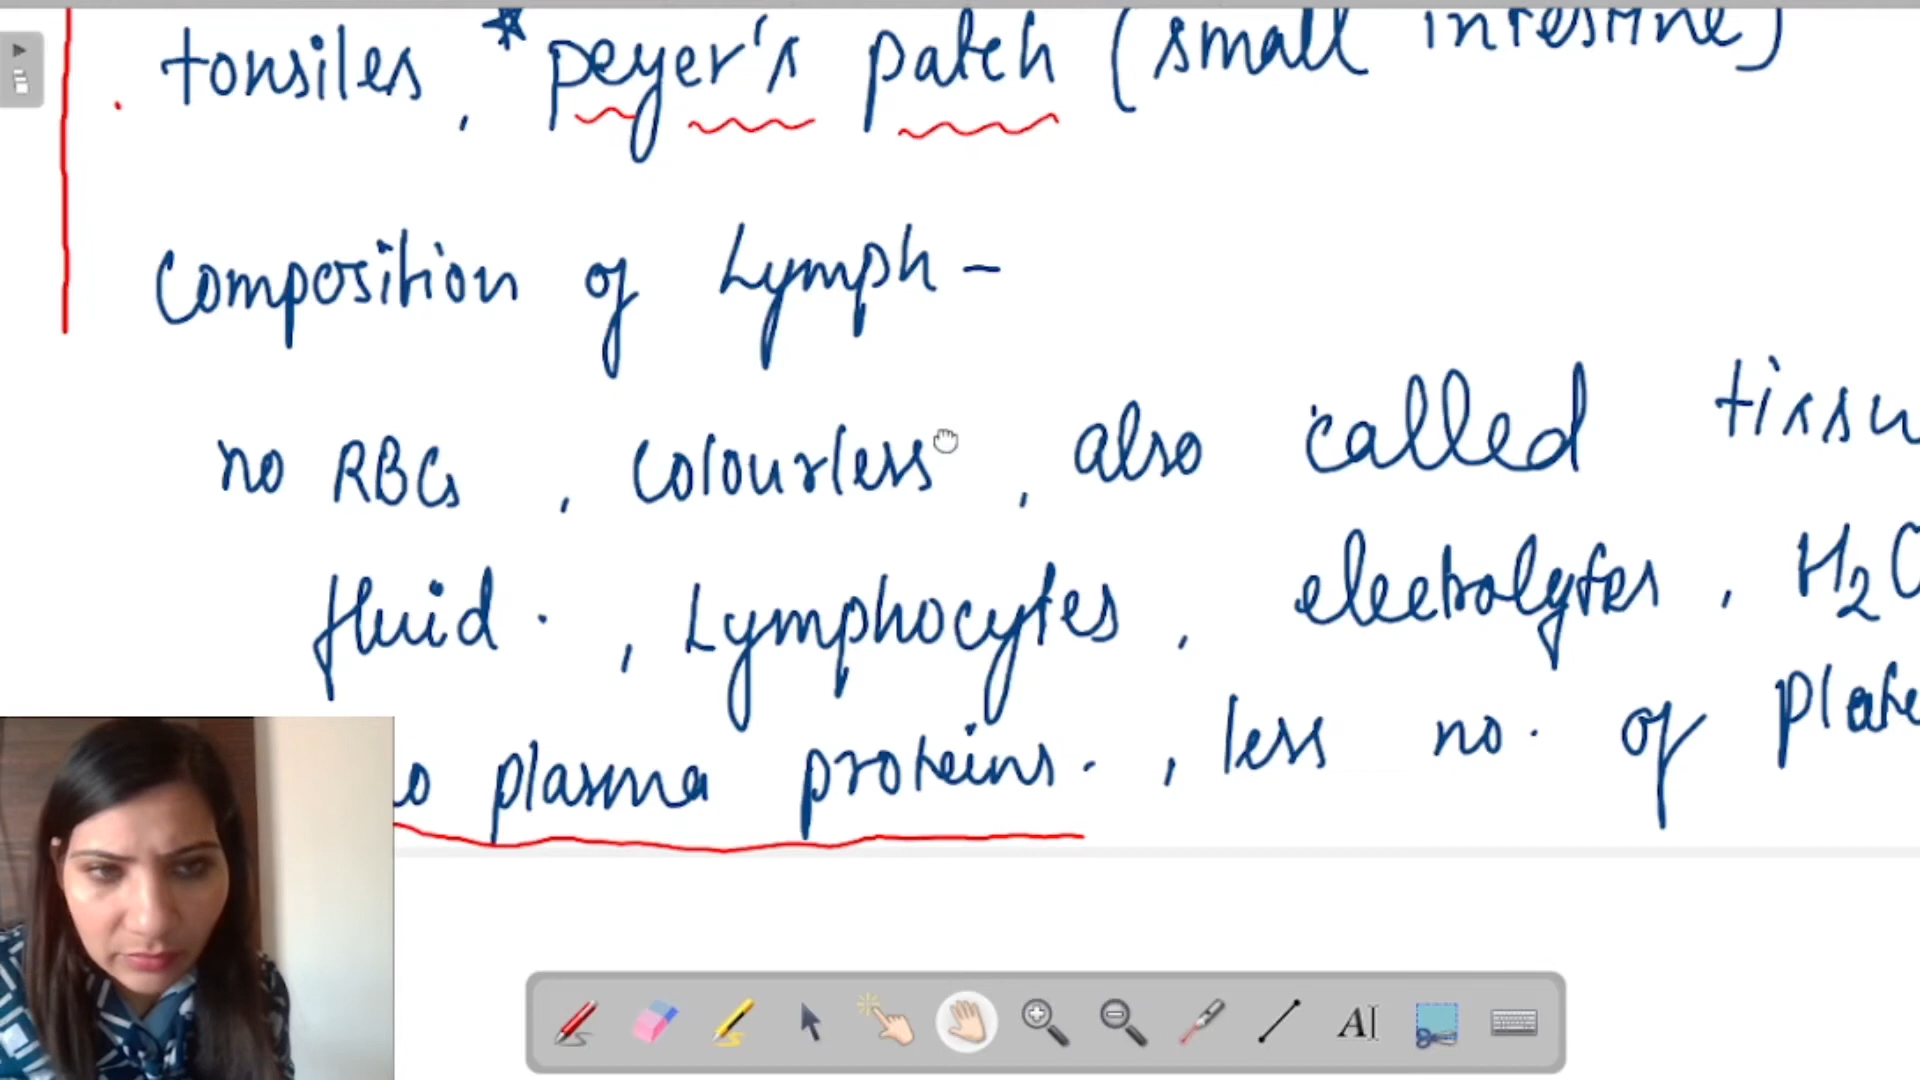 tonsiles, *peyer's patch (small intestine)
Composition of Lymph -
no RBCs , colourless , also called tissu
fluid. , Lymphocytes , electrolytes , H₂O
o plasma proteins. , less no. of plate
AI